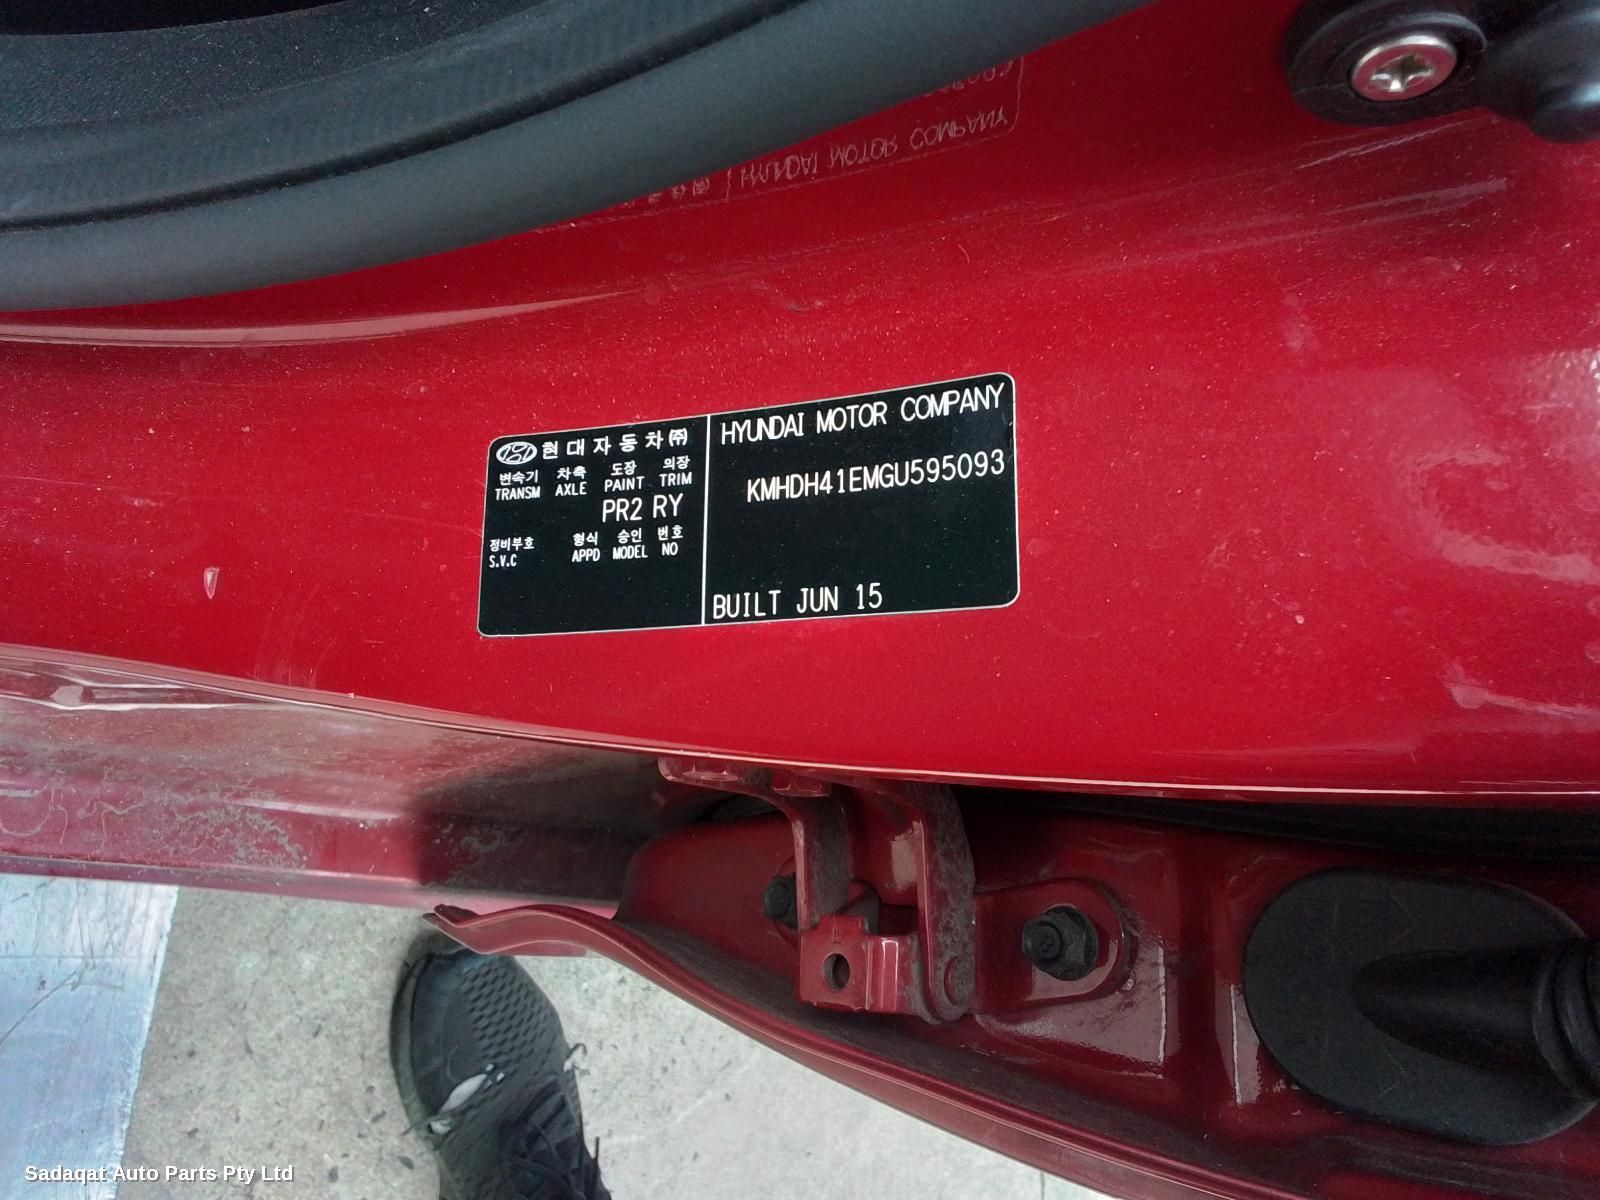 현대자동차㈜
변속기 차축 도장 의장
TRANSM AXLE PAINT TRIM
PR2 RY
정비부호 형식 승인 번호
S.V.C APPD MODEL NO
HYUNDAI MOTOR COMPANY
KMHDH41EMGU595093
BUILT JUN 15
HYUNDAI MOTOR COMPANY
Sadaqat Auto Parts Pty Ltd